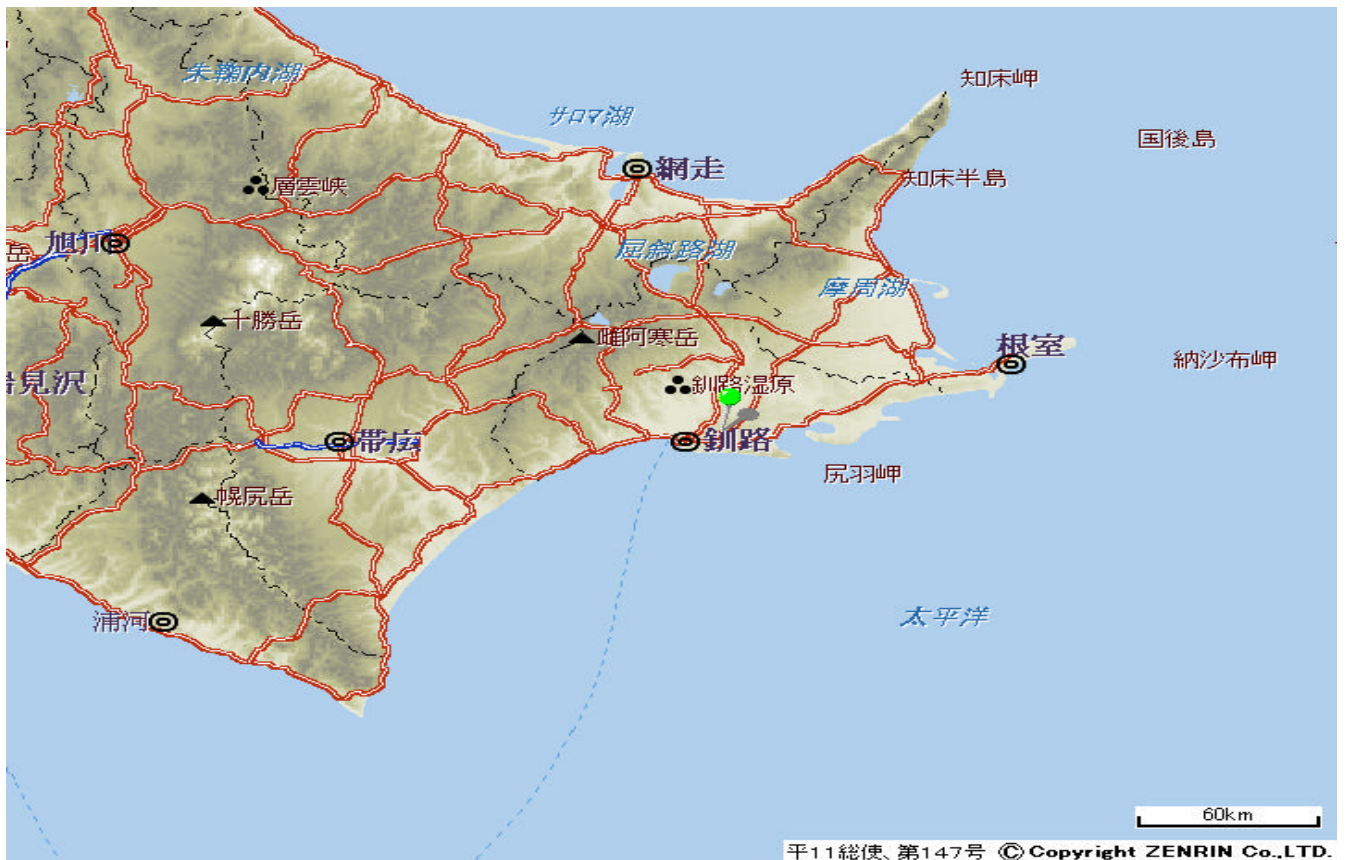 知床岬
朱鞠内湖
サロマ湖
国後島
網走
知床半島
層雲峡
旭川
岳
屈斜路湖
摩周湖
十勝岳
雌阿寒岳
根室
納沙布岬
岩見沢
釧路湿原
帯広
釧路
尻羽岬
幌尻岳
浦河
太平洋
60km
平11総使、第147号 ©Copyright ZENRIN Co.,LTD.